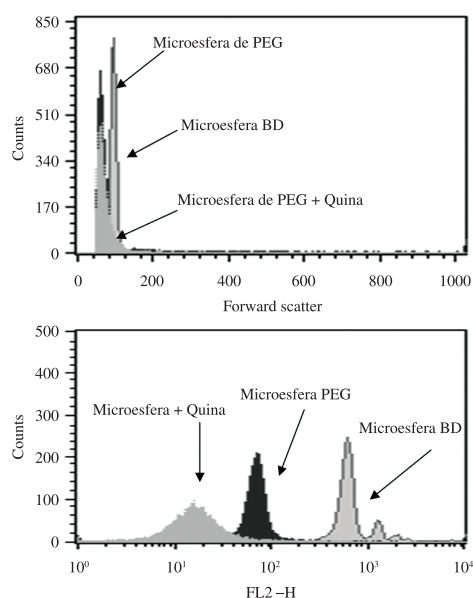 850
680
510
340
170
0
Counts
Microesfera de PEG
Microesfera BD
Microesfera de PEG + Quina
0 200 400 600 800 1000
Forward scatter
500
400
300
200
100
0
Counts
Microesfera + Quina
Microesfera PEG
Microesfera BD
10⁰ 10¹ 10² 10³ 10⁴
FL2 –H